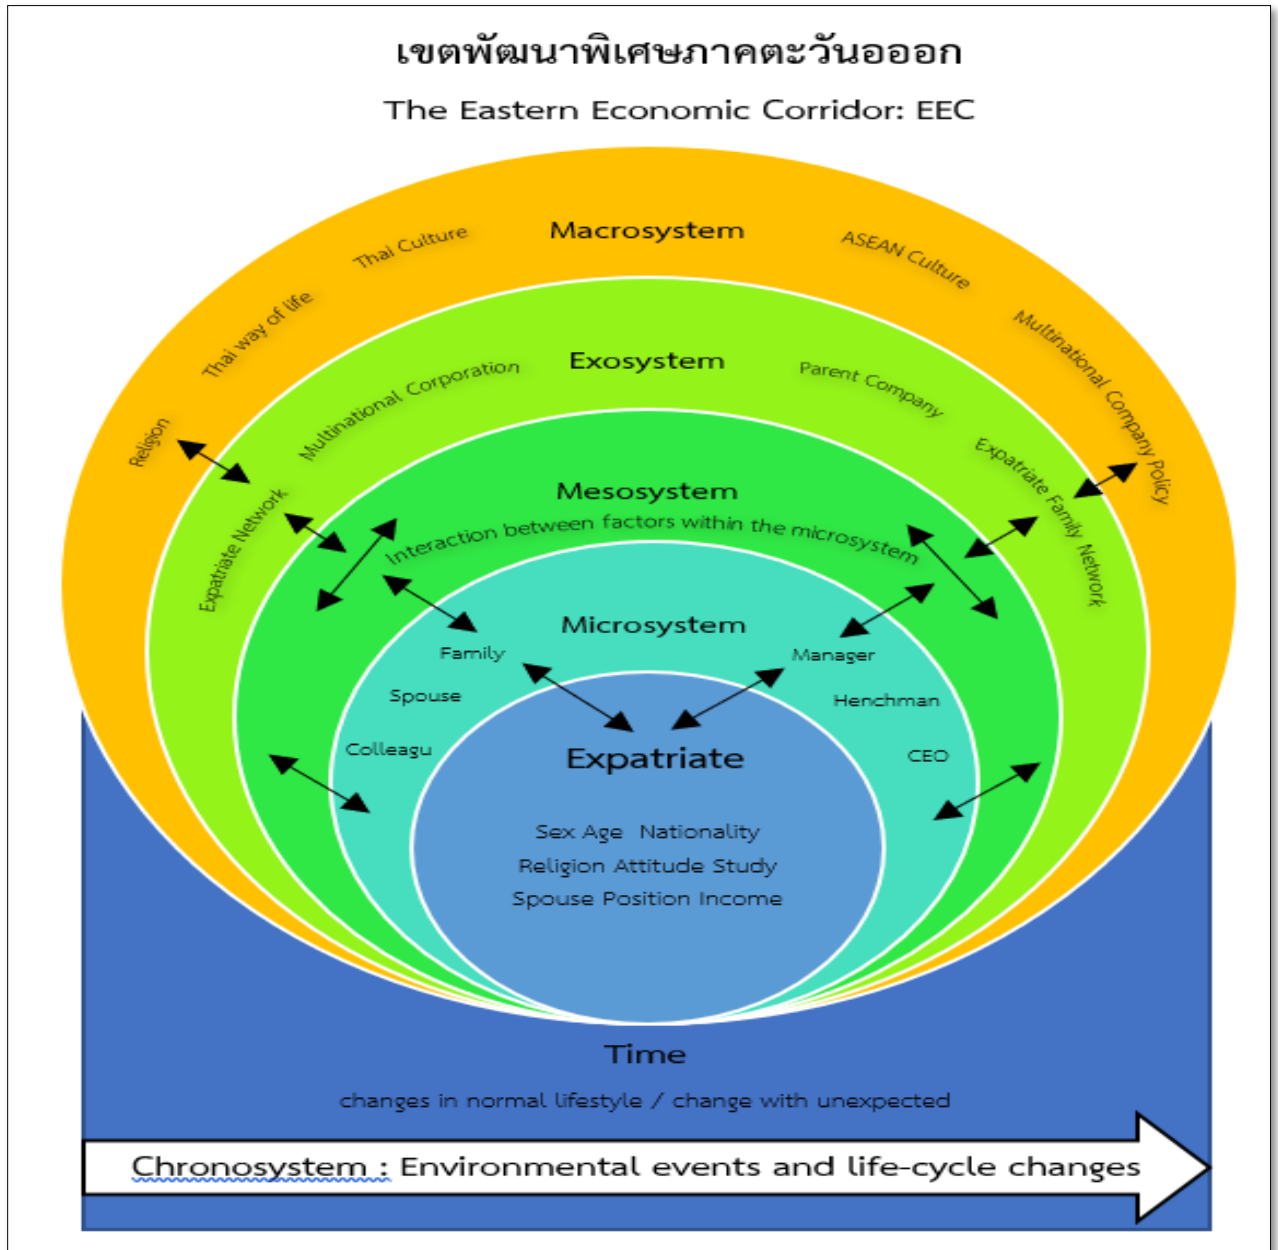 เขตพัฒนาพิเศษภาคตะวันอออก
The Eastern Economic Corridor: EEC
Macrosystem
Thai Culture
ASEAN Culture
Thai way of life
Multinational Company Policy
Religion
Exosystem
Multinational Corporation
Parent Company
Expatriate Network
Expatriate Family Network
Mesosystem
Interaction between factors within the microsystem
Microsystem
Family
Manager
Spouse
Henchman
Colleagu
CEO
Expatriate
Sex Age Nationality
Religion Attitude Study
Spouse Position Income
Time
changes in normal lifestyle / change with unexpected
Chronosystem : Environmental events and life-cycle changes